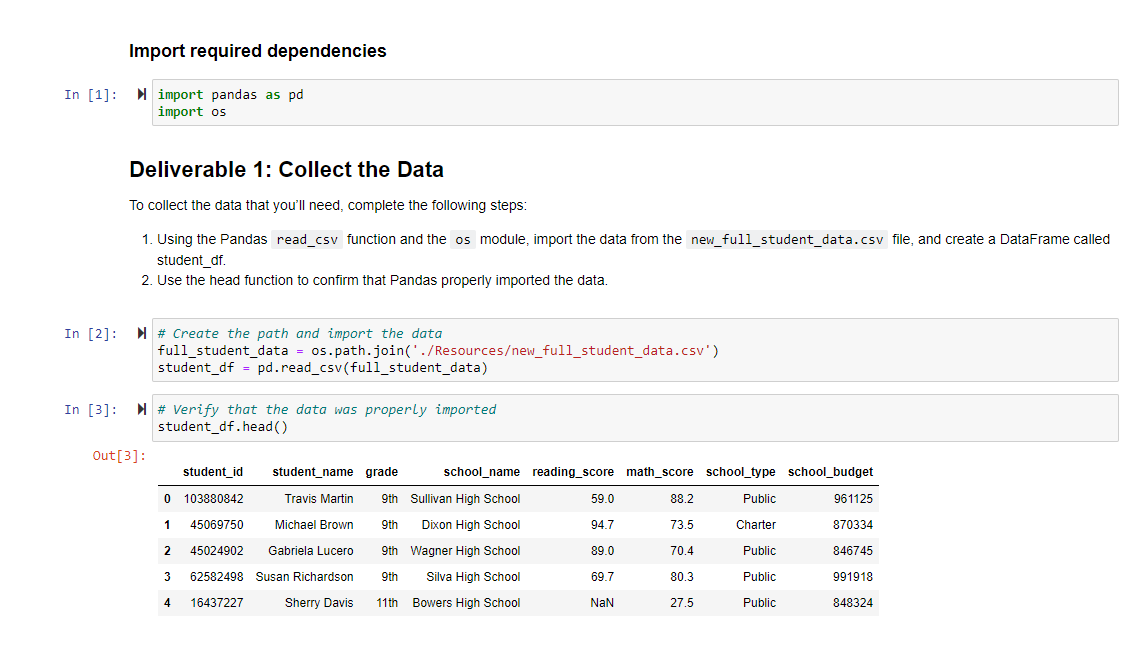 Import required dependencies
In [1]:
import pandas as pd
import os
Deliverable 1: Collect the Data
To collect the data that you'll need, complete the following steps:
1. Using the Pandas read_csv function and the os module, import the data from the new_full_student_data.csv file, and create a DataFrame called
student_df.
2. Use the head function to confirm that Pandas properly imported the data.
In [2]:
# Create the path and import the data
full_student_data = os.path.join('./Resources/new_full_student_data.csv')
student_df = pd.read_csv(full_student_data)
In [3]:
# Verify that the data was properly imported
student_df.head()
Out[3]:
student_id student_name grade school_name reading_score math_score school_type school_budget
0 103880842 Travis Martin 9th Sullivan High School 59.0 88.2 Public 961125
1 45069750 Michael Brown 9th Dixon High School 94.7 73.5 Charter 870334
2 45024902 Gabriela Lucero 9th Wagner High School 89.0 70.4 Public 846745
3 62582498 Susan Richardson 9th Silva High School 69.7 80.3 Public 991918
4 16437227 Sherry Davis 11th Bowers High School NaN 27.5 Public 848324